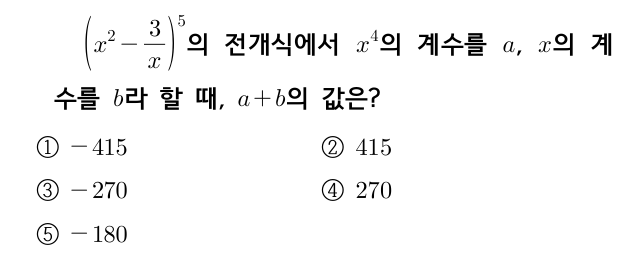 $\left(x^2-\dfrac{3}{x}\right)^5$의 전개식에서 $x^4$의 계수를 $a$, $x$의 계
수를 $b$라 할 때, $a+b$의 값은?
① $-415$ ② $415$
③ $-270$ ④ $270$
⑤ $-180$